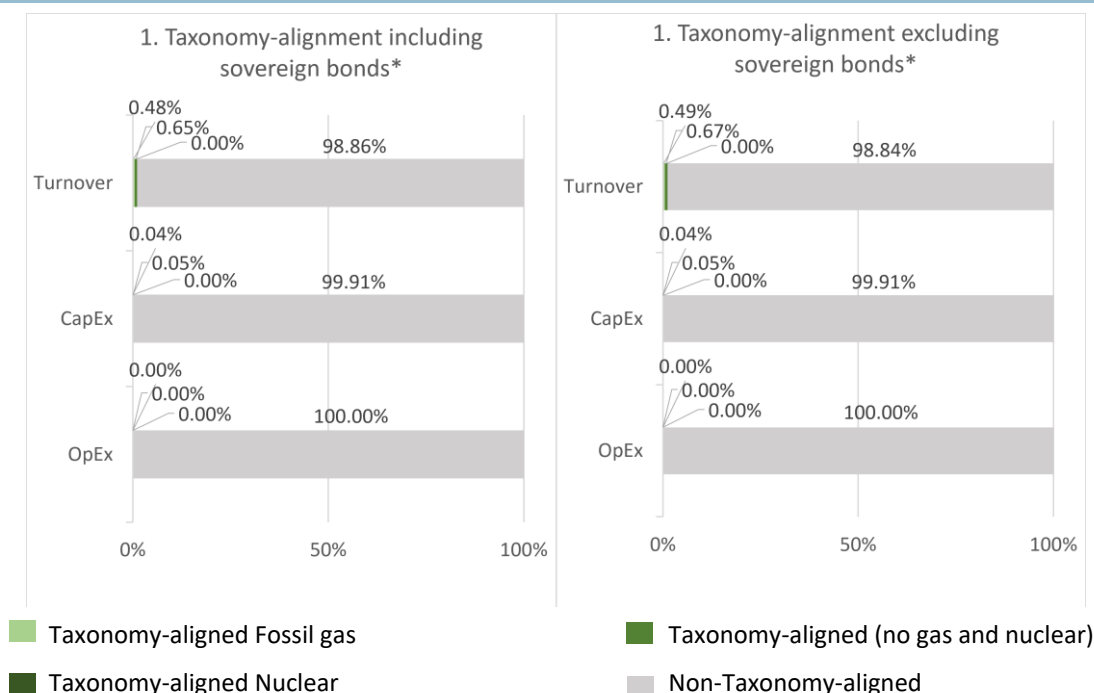 1. Taxonomy-alignment including
sovereign bonds*
0.48%
0.65%
0.00%
98.86%
Turnover
0.04%
0.05%
0.00%
99.91%
CapEx
0.00%
0.00%
0.00%
100.00%
OpEx
0%
50%
100%
1. Taxonomy-alignment excluding
sovereign bonds*
0.49%
0.67%
0.00%
98.84%
Turnover
0.04%
0.05%
0.00%
99.91%
CapEx
0.00%
0.00%
0.00%
100.00%
OpEx
0%
50%
100%
Taxonomy-aligned Fossil gas
Taxonomy-aligned (no gas and nuclear)
Taxonomy-aligned Nuclear
Non-Taxonomy-aligned